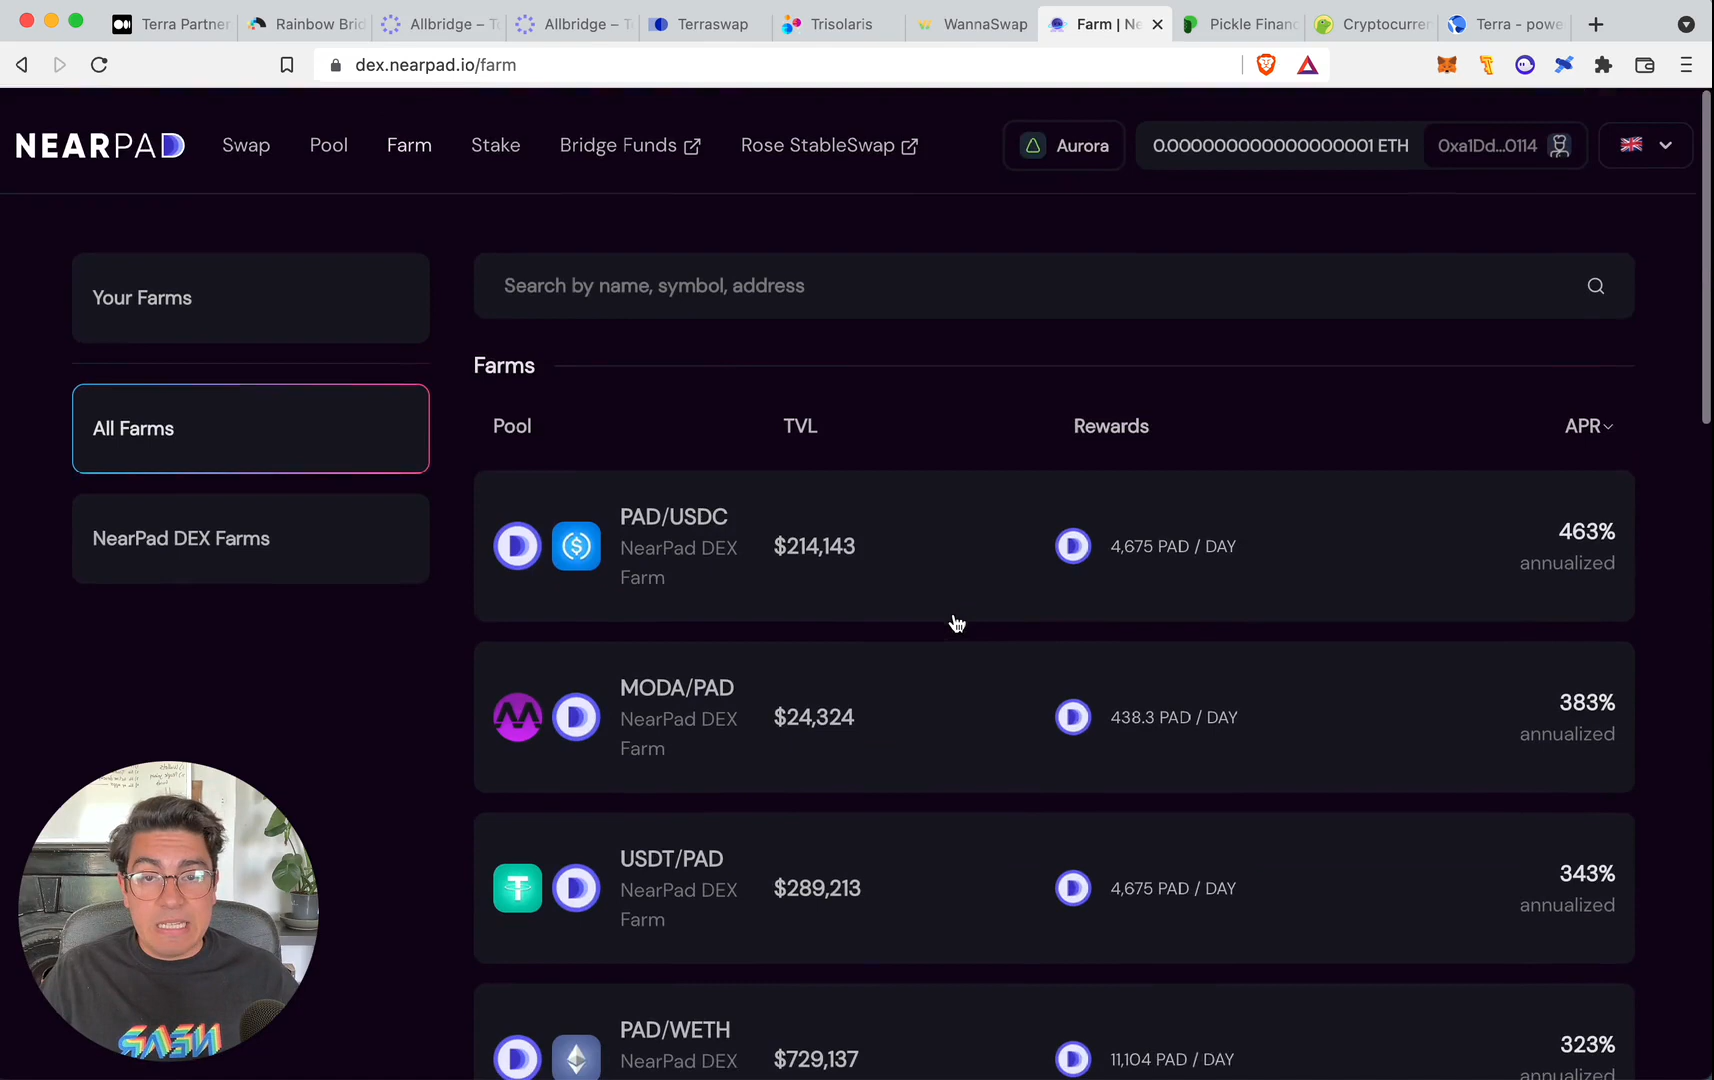 Terra Partner
Rainbow Brid
Allbridge – To
Allbridge – To
Terraswap
Trisolaris
WannaSwap
Farm | Ne
Pickle Financ
Cryptocurren
Terra - powe
dex.nearpad.io/farm
NEARPAD
Swap
Pool
Farm
Stake
Bridge Funds
Rose StableSwap
Aurora
0.000000000000000001 ETH
0xa1Dd...0114
Your Farms
All Farms
NearPad DEX Farms
Search by name, symbol, address
Farms
Pool TVL Rewards APR
PAD/USDC
NearPad DEX
Farm
$214,143
4,675 PAD / DAY
463%
annualized
MODA/PAD
NearPad DEX
Farm
$24,324
438.3 PAD / DAY
383%
annualized
USDT/PAD
NearPad DEX
Farm
$289,213
4,675 PAD / DAY
343%
annualized
PAD/WETH
NearPad DEX
$729,137
11,104 PAD / DAY
323%
annualized